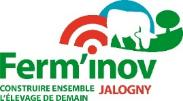 Ferm'inov
CONSTRUIRE ENSEMBLE JALOGNY
L'ÉLEVAGE DE DEMAIN